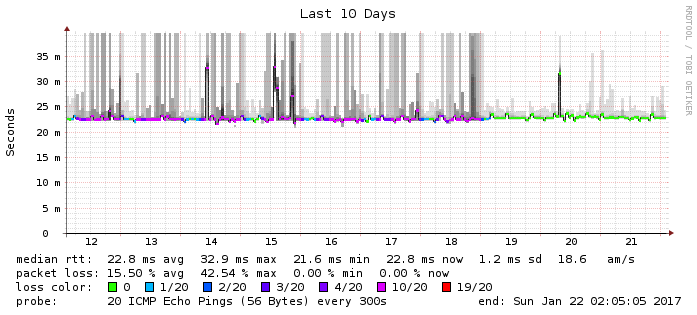 Last 10 Days
RRDTOOL / TOBI OETIKER
Seconds
35 m
30 m
25 m
20 m
15 m
10 m
5 m
0
12 13 14 15 16 17 18 19 20 21
median rtt: 22.8 ms avg 32.9 ms max 21.6 ms min 22.8 ms now 1.2 ms sd 18.6 am/s
packet loss: 15.50 % avg 42.54 % max 0.00 % min 0.00 % now
loss color: 0 1/20 2/20 3/20 4/20 10/20 19/20
probe: 20 ICMP Echo Pings (56 Bytes) every 300s end: Sun Jan 22 02:05:05 2017